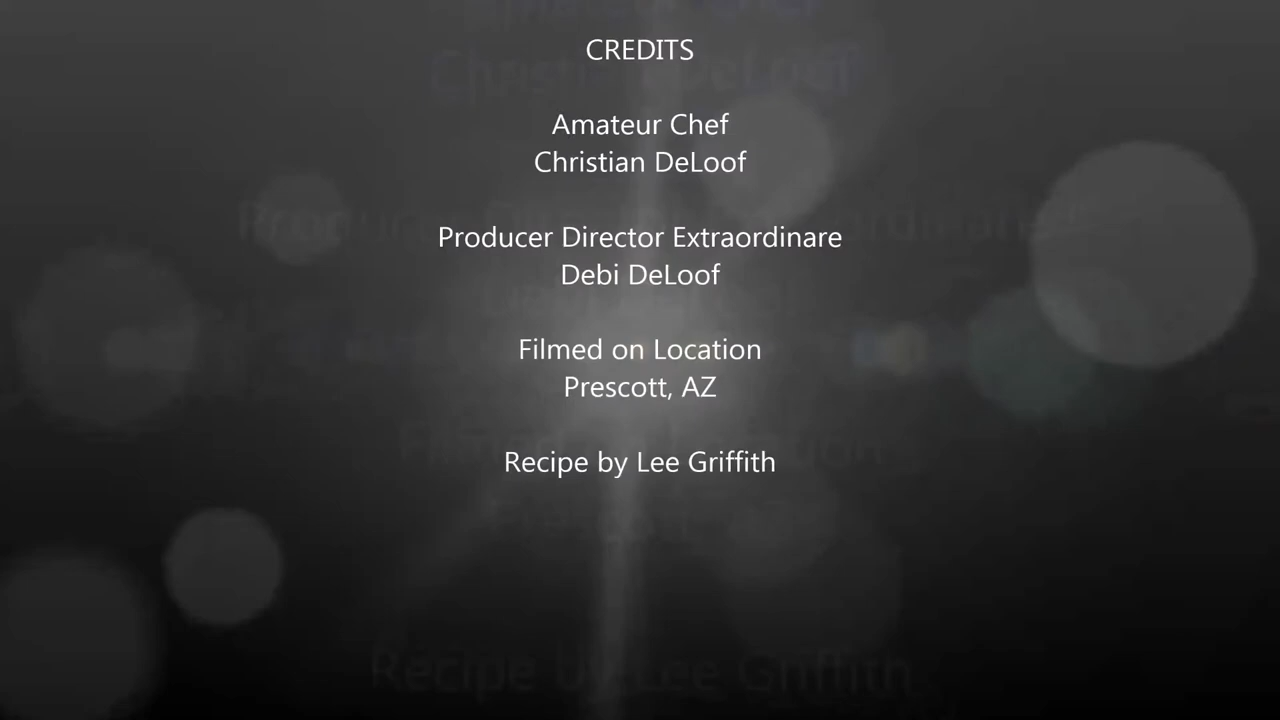 CREDITS
Amateur Chef
Christian DeLoof
Producer Director Extraordinare
Debi DeLoof
Filmed on Location
Prescott, AZ
Recipe by Lee Griffith